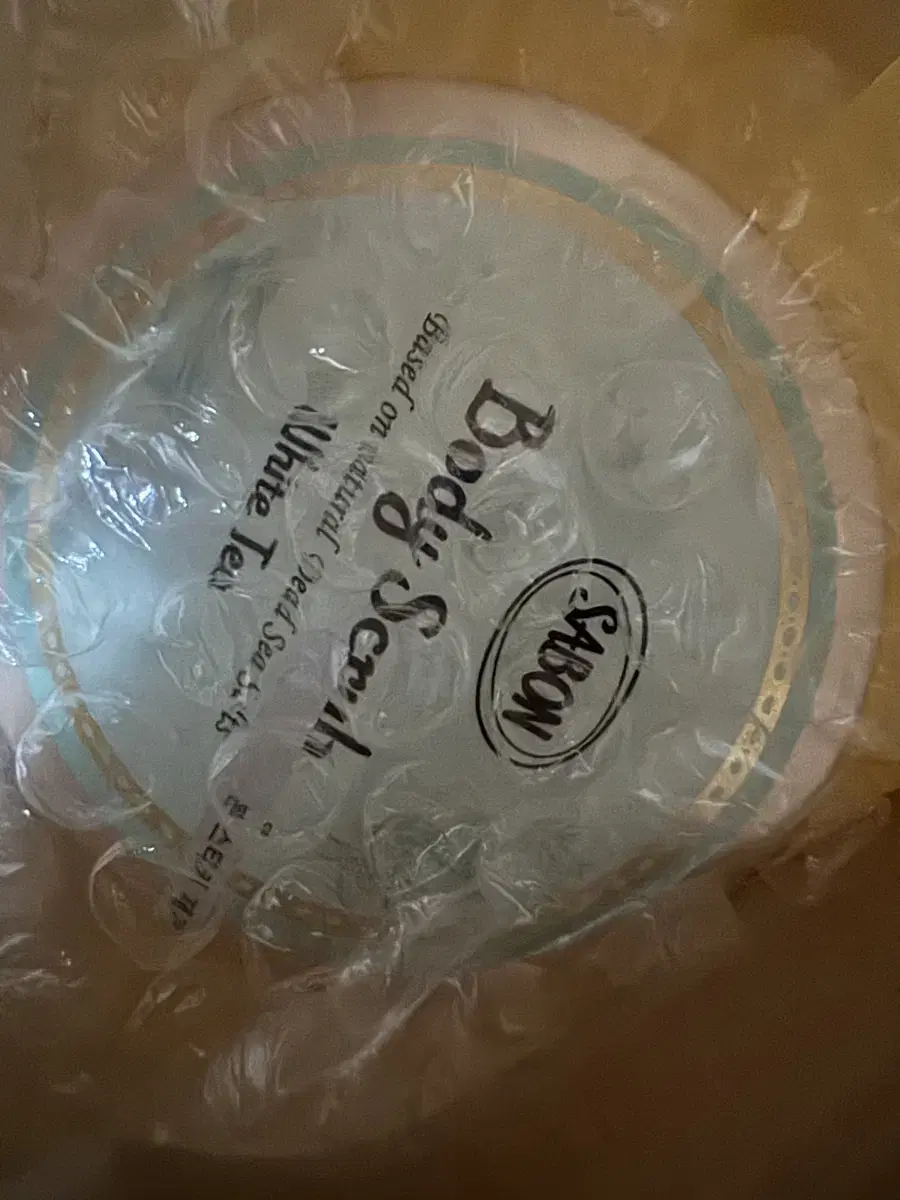 SABON
Body Scrub
Based on Natural Dead Sea Salts
White Tea